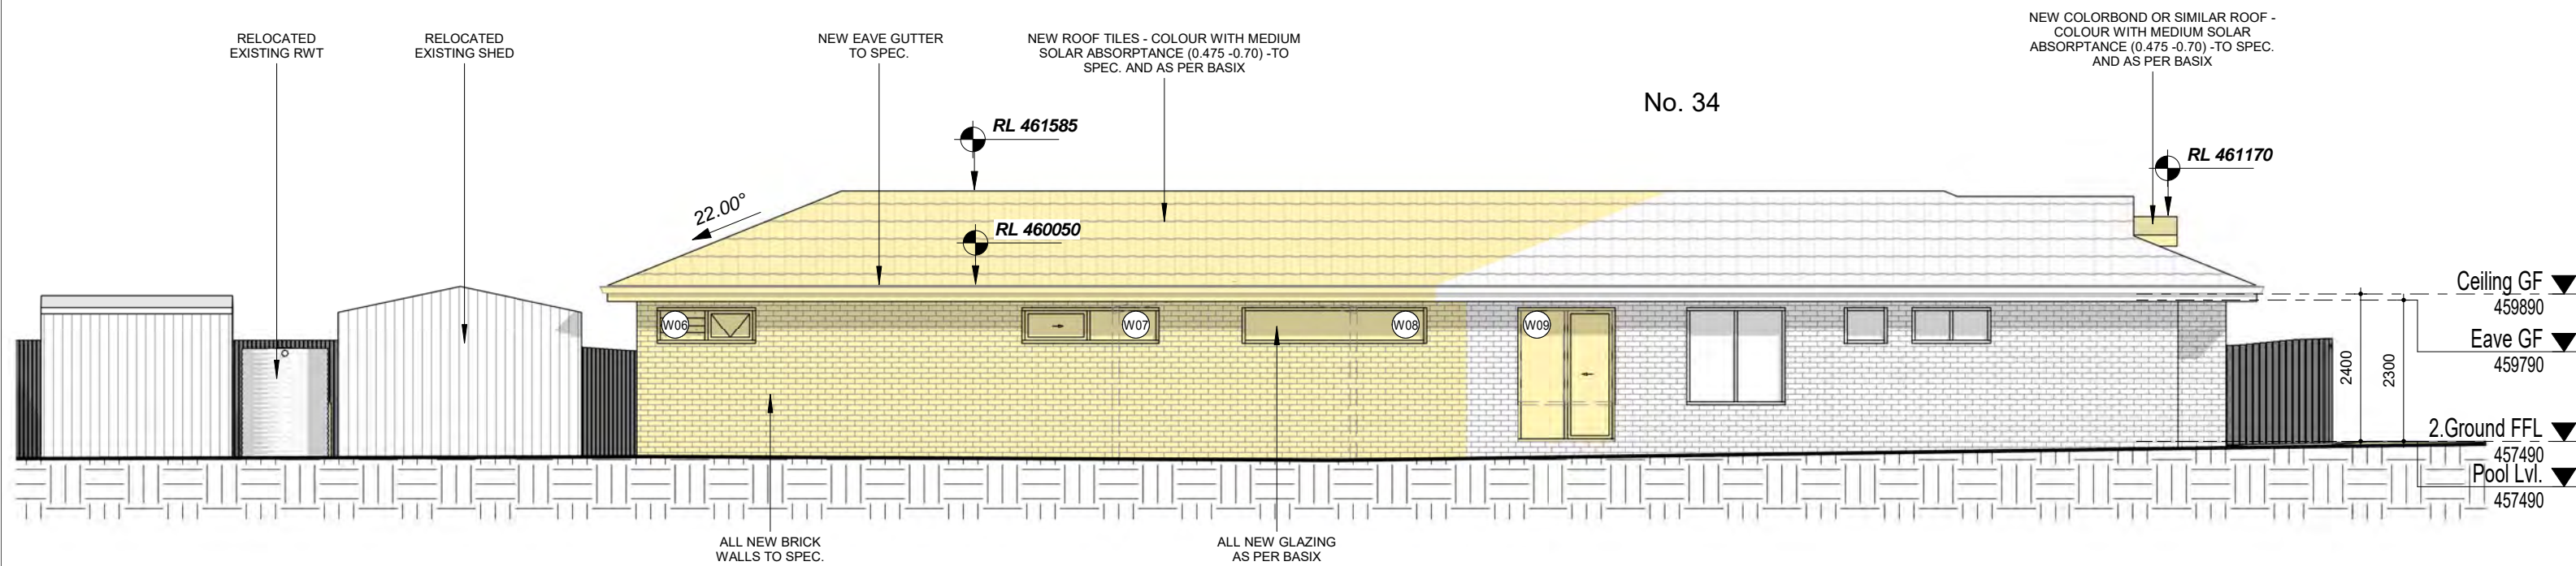 RELOCATED
EXISTING RWT
RELOCATED
EXISTING SHED
NEW EAVE GUTTER
TO SPEC.
NEW ROOF TILES - COLOUR WITH MEDIUM
SOLAR ABSORPTANCE (0.475 -0.70) -TO
SPEC. AND AS PER BASIX
NEW COLORBOND OR SIMILAR ROOF -
COLOUR WITH MEDIUM SOLAR
ABSORPTANCE (0.475 -0.70) -TO SPEC.
AND AS PER BASIX
No. 34
RL 461585
RL 461170
22.00°
RL 460050
W06
W07
W08
W09
Ceiling GF
459890
Eave GF
459790
2400
2300
2.Ground FFL
457490
Pool Lvl.
457490
ALL NEW BRICK
WALLS TO SPEC.
ALL NEW GLAZING
AS PER BASIX